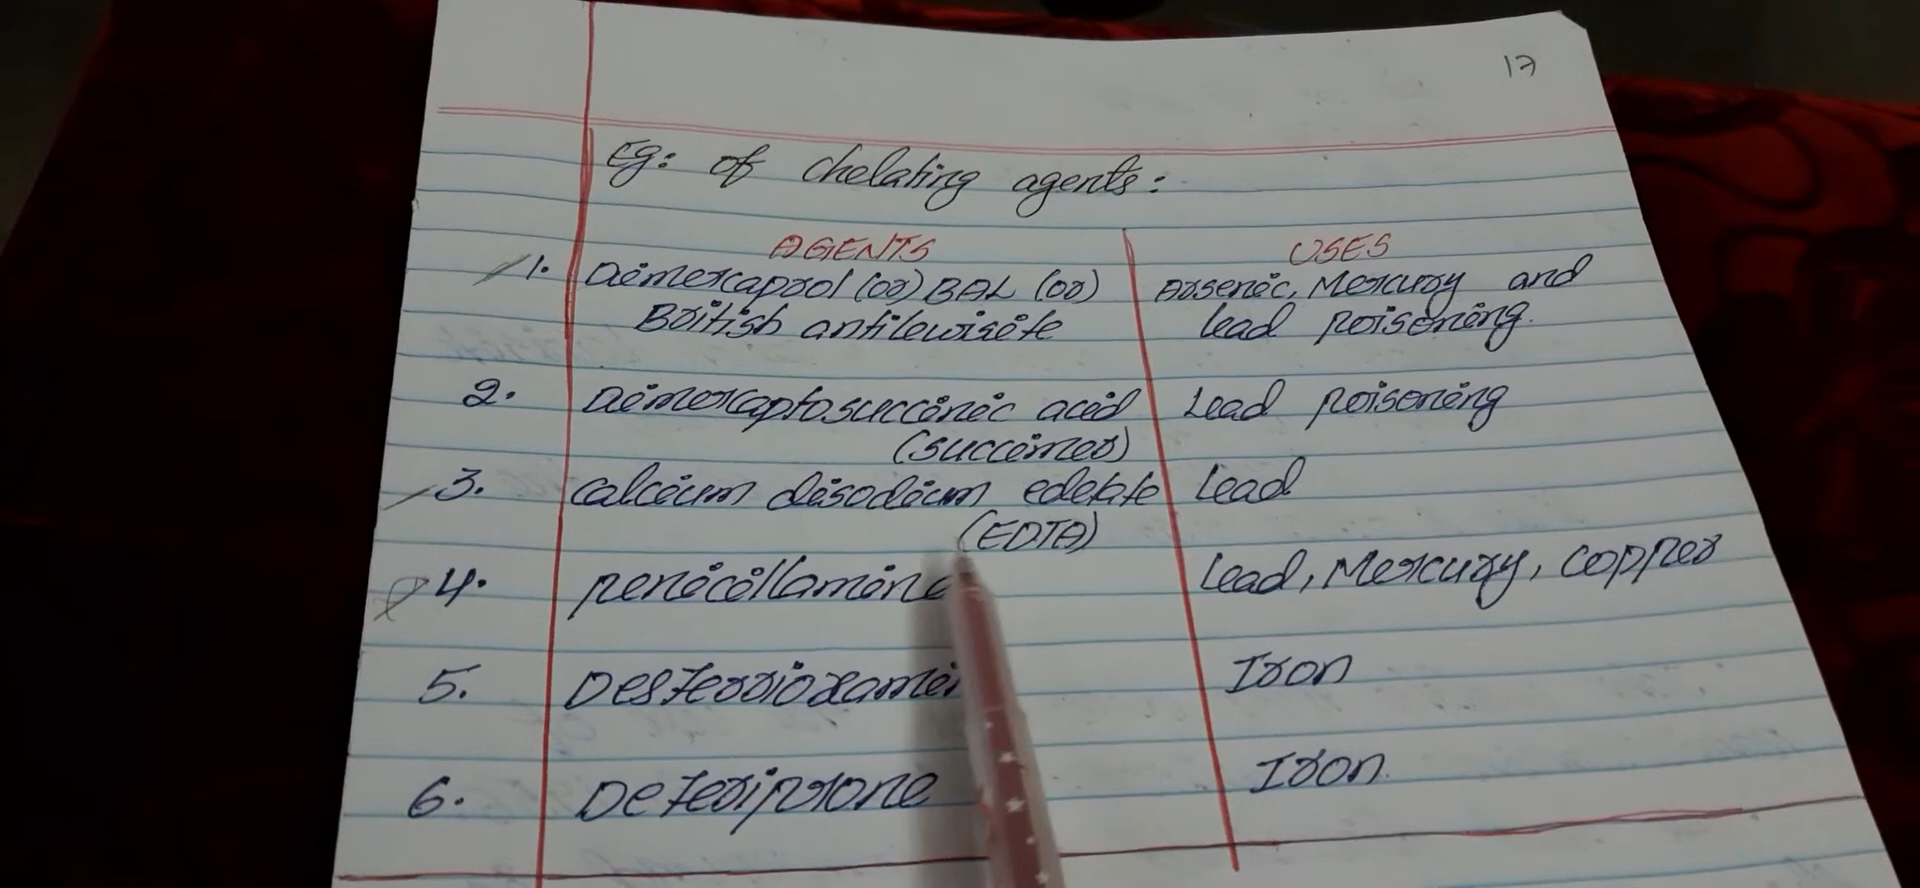 17
Eg: of chelating agents:
AGENTS USES
1. Dimercaprol (or) BAL (or) Arsenic, Mercury and
British antilewisite lead poisoning.
2. Dimercaptosuccinic acid Lead poisoning
(succimer)
3. calcium disodium edetate Lead
(EDTA)
4. penicillamine Lead, Mercury, Copper
5. Iron
6. Deferiprone Iron.